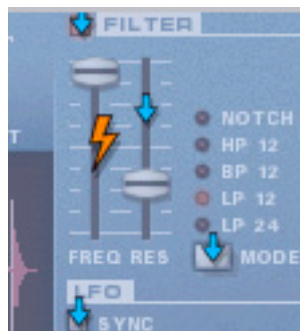 FILTER
T
NOTCH
HP 12
BP 12
LP 12
LP 24
FREQ RES
MODE
LFO
SYNC